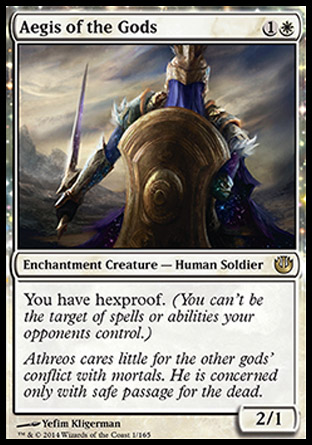 Aegis of the Gods 1
Enchantment Creature — Human Soldier
You have hexproof. (You can't be
the target of spells or abilities your
opponents control.)
Athreos cares little for the other gods'
conflict with mortals. He is concerned
only with safe passage for the dead.
Yefim Kligerman
™ & © 2014 Wizards of the Coast 1/165
2/1